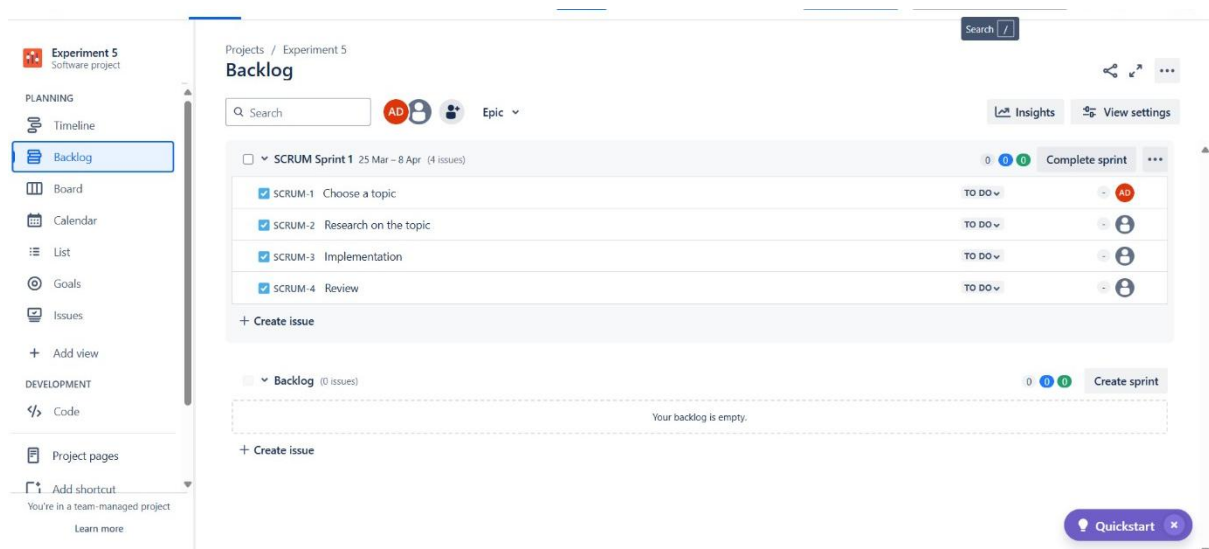 Search /
Experiment 5
Software project
PLANNING
Timeline
Backlog
Board
Calendar
List
Goals
Issues
+ Add view
DEVELOPMENT
Code
Project pages
Add shortcut
You're in a team-managed project
Learn more
Projects / Experiment 5
Backlog
Search AD Epic Insights View settings
SCRUM Sprint 1 25 Mar – 8 Apr (4 issues) 0 0 0 Complete sprint ...
SCRUM-1 Choose a topic TO DO - AD
SCRUM-2 Research on the topic TO DO -
SCRUM-3 Implementation TO DO -
SCRUM-4 Review TO DO -
+ Create issue
Backlog (0 issues) 0 0 0 Create sprint
Your backlog is empty.
+ Create issue
Quickstart ×